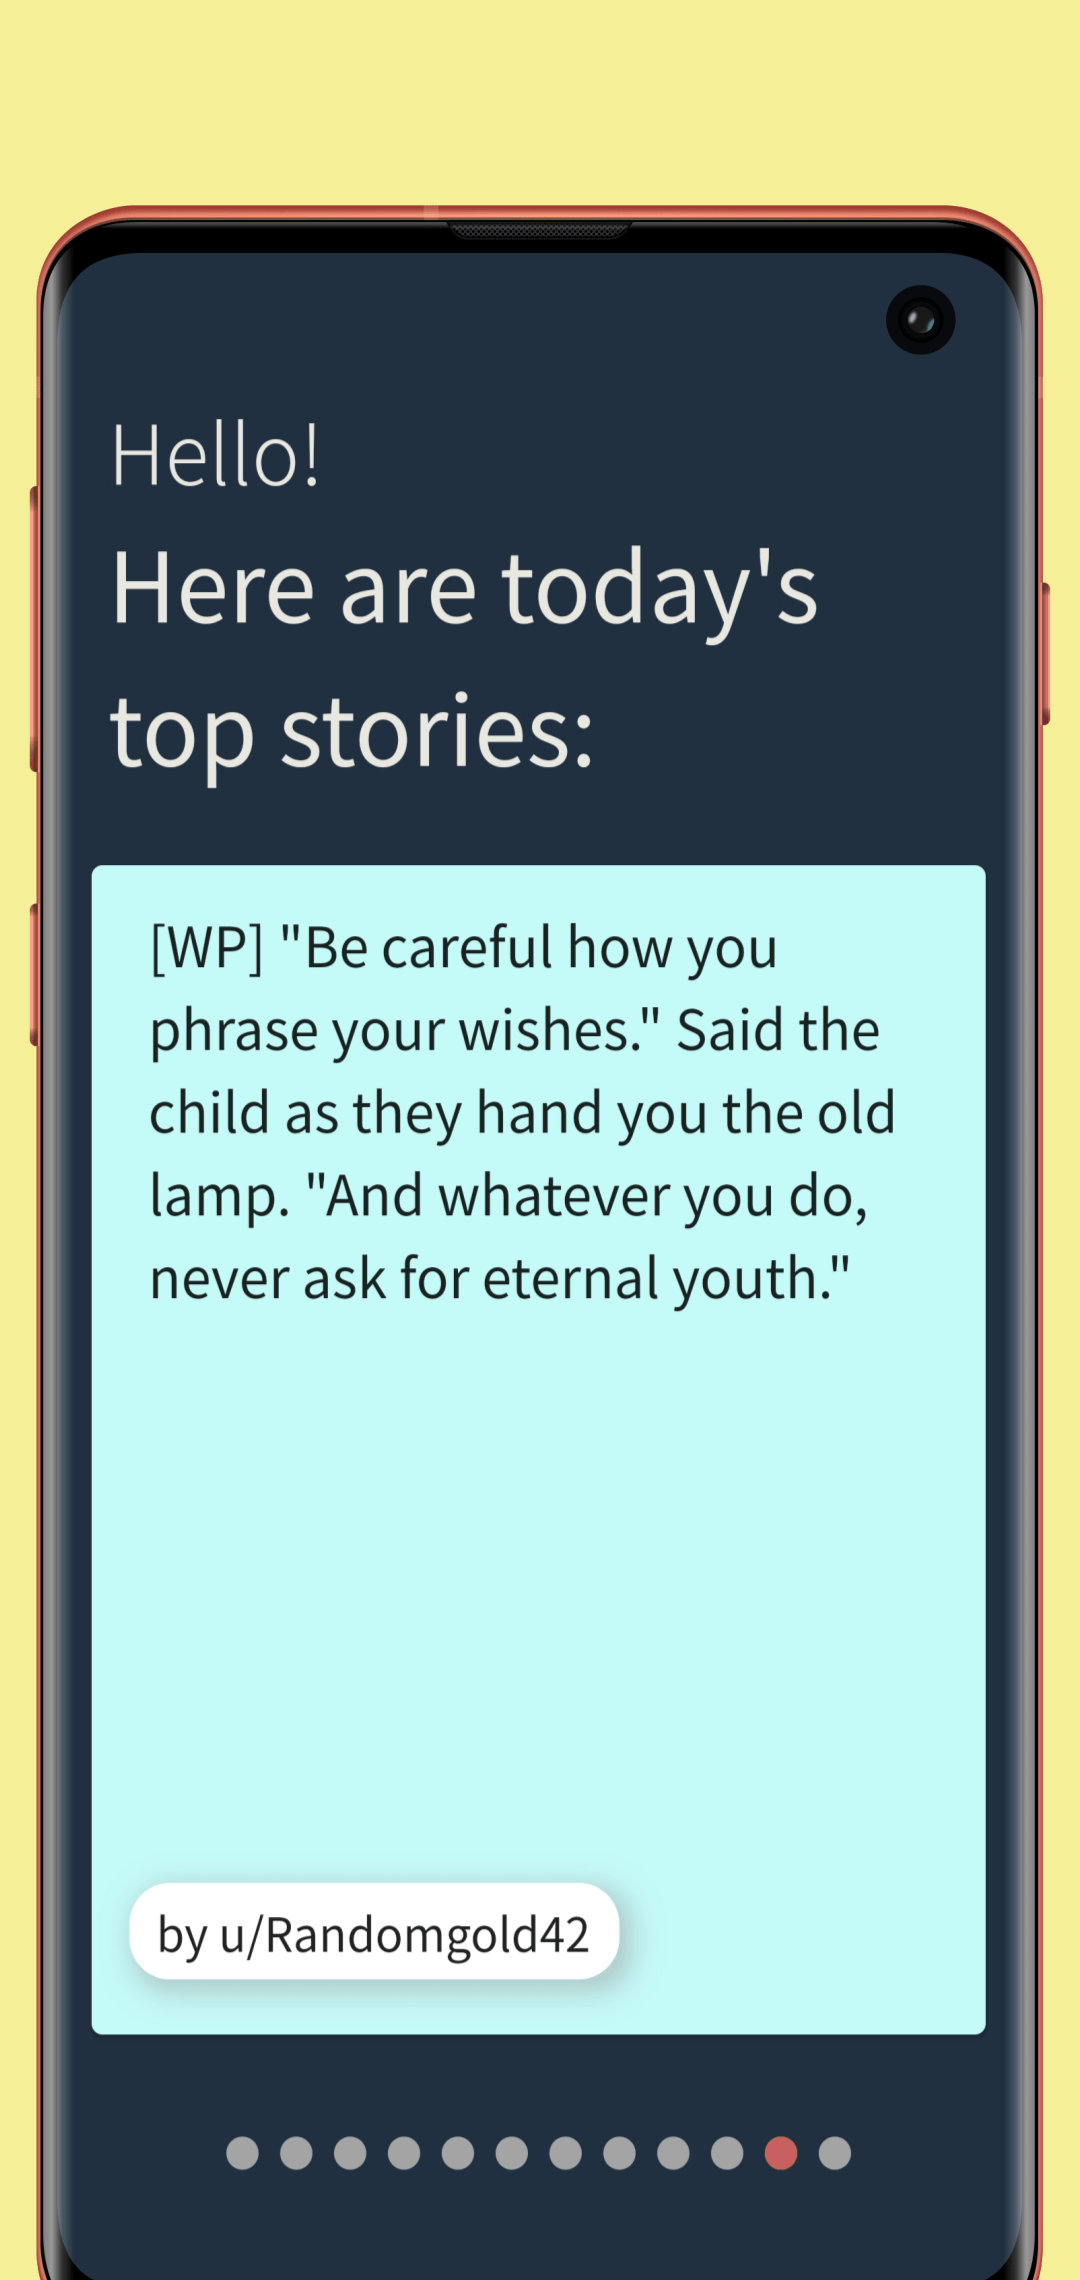 Hello!
Here are today's
top stories:
[WP] "Be careful how you
phrase your wishes." Said the
child as they hand you the old
lamp. "And whatever you do,
never ask for eternal youth."
by u/Randomgold42